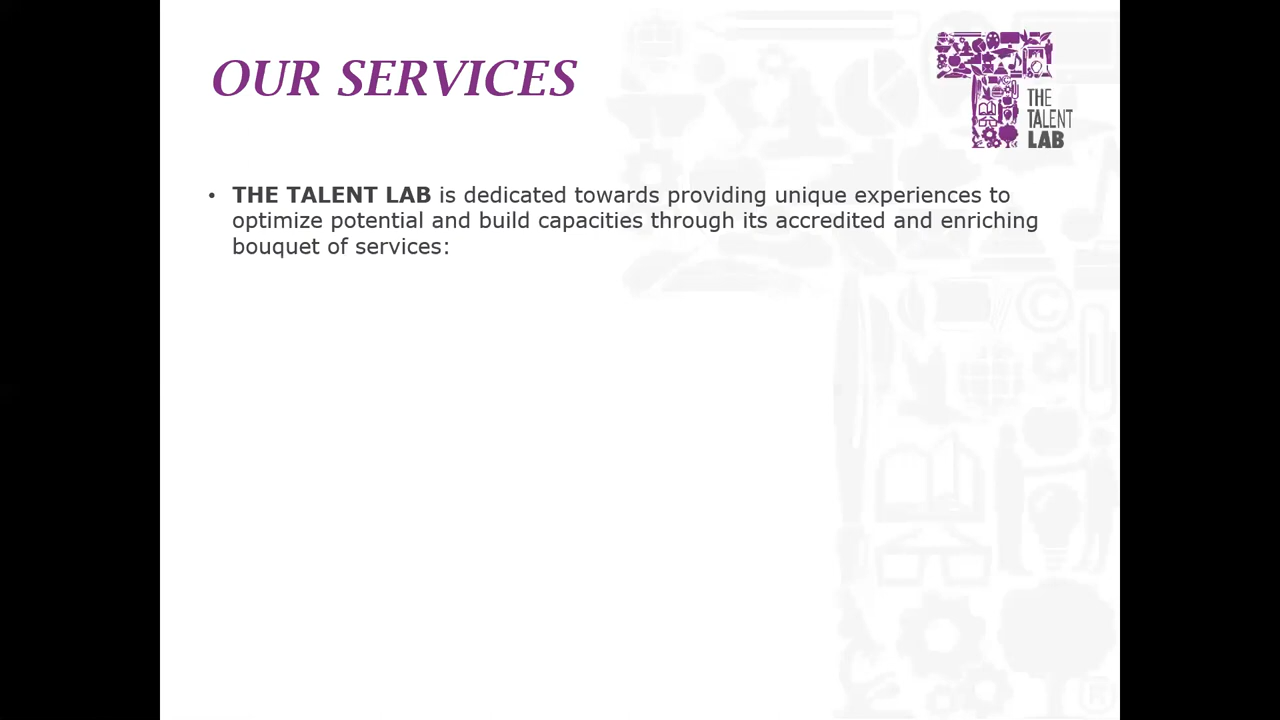 OUR SERVICES
THE
TALENT
LAB
• THE TALENT LAB is dedicated towards providing unique experiences to
optimize potential and build capacities through its accredited and enriching
bouquet of services: